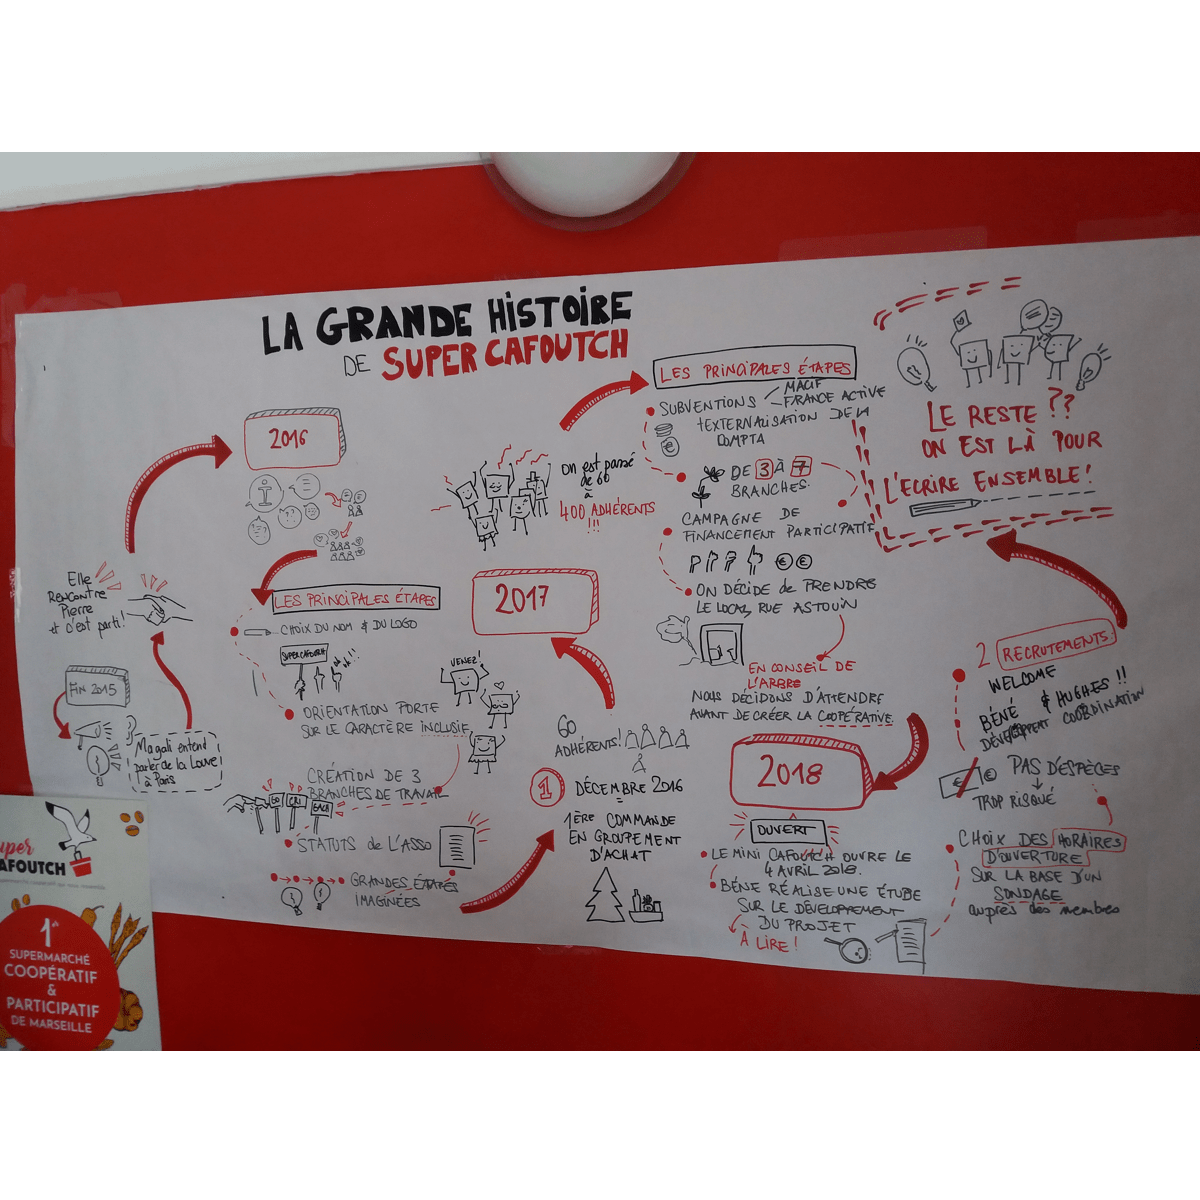 LA GRANDE HISTOIRE
DE SUPER CAFOUTCH
FIN 2015
Magali entend
parler de la Louve
à Paris
Elle
RENCONTRE
Pierre
et c'est parti!
2016
LES PRINCIPALES ÉTAPES
CHOIX DU NOM & DU LOGO
SUPERCAFOUTCH
ORIENTATION PORTÉ
SUR LE CARACTÈRE INCLUSIF
VENEZ!
CRÉATION DE 3
BRANCHES DE TRAVAIL
STATUTS de L'ASSO
GRANDES ÉTAPES
IMAGINÉES
60
ADHÉRENTS!
1 DÉCEMBRE 2016
1ÈRE COMMANDE
EN GROUPEMENT
D'ACHAT
2017
On est passé
de 60
à
400 ADHÉRENTS
!!!
LES PRINCIPALES ÉTAPES
SUBVENTIONS
MACIF
FRANCE ACTIVE
+EXTERNALISATION DE LA
COMPTA
€
DE 3 À 7
BRANCHES.
CAMPAGNE DE
FINANCEMENT PARTICIPATIF
€ €
ON DÉCIDE de PRENDRE
LE LOCAL RUE ASTOUIN
EN CONSEIL DE
L'ARBRE
NOUS DÉCIDONS D'ATTENDRE
AVANT DE CRÉER LA COOPÉRATIVE
2018
OUVERT
LE MINI CAFOUTCH OUVRE LE
4 AVRIL 2018.
BÉNÉ RÉALISE UNE ÉTUDE
SUR LE DÉVELOPPEMENT
DU PROJET
À LIRE!
2 RECRUTEMENTS:
WELCOME
BÉNÉ & HUGHES!!
DÉVELOPPEMENT COORDINATION
€ €
PAS D'ESPÈCES
TROP RISQUÉ
CHOIX DES HORAIRES
D'OUVERTURE
SUR LA BASE D'UN
SONDAGE
auprès des membres
LE RESTE ??
ON EST LÀ POUR
L'ECRIRE ENSEMBLE!
super
CAFOUTCH
1er
SUPERMARCHÉ
COOPÉRATIF
&
PARTICIPATIF
DE MARSEILLE